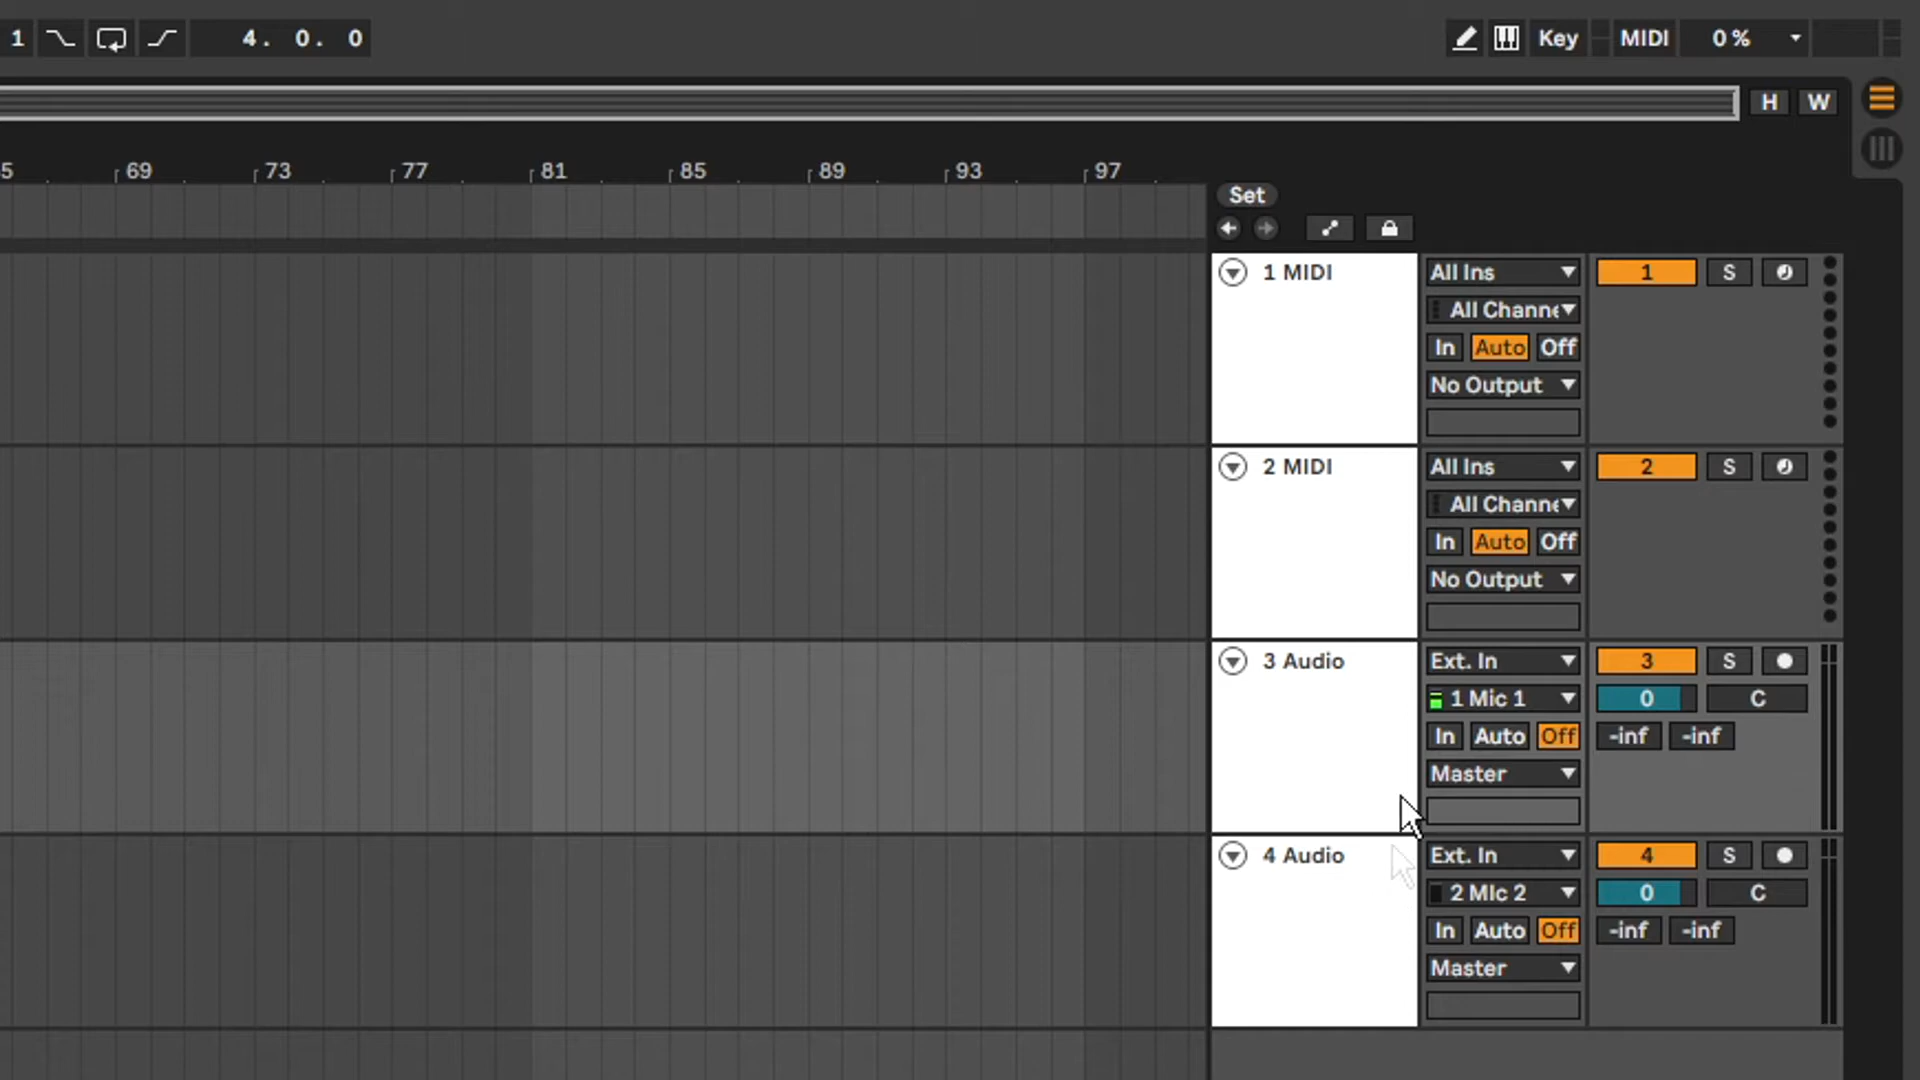 1 4. 0. 0 Key MIDI 0 %
H W
5 69 73 77 81 85 89 93 97
Set
1 MIDI All Ins 1 S
All Channe
In Auto Off
No Output
2 MIDI All Ins 2 S
All Channe
In Auto Off
No Output
3 Audio Ext. In 3 S
1 Mic 1 0 C
In Auto Off -inf -inf
Master
4 Audio Ext. In 4 S
2 MIc 2 0 C
In Auto Off -inf -inf
Master